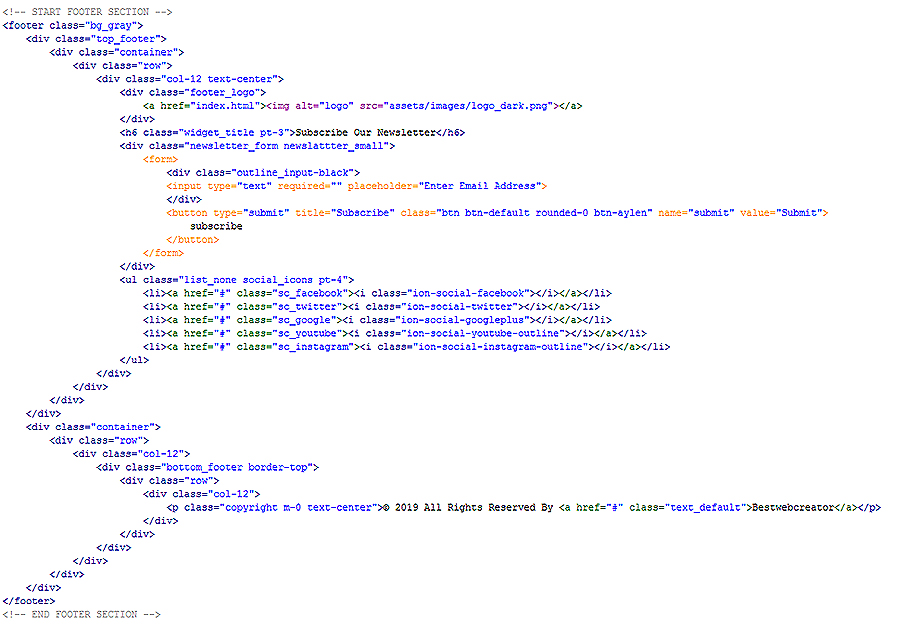 <!-- START FOOTER SECTION -->
<footer class="bg_gray">
<div class="top_footer">
<div class="container">
<div class="row">
<div class="col-12 text-center">
<div class="footer_logo">
<a href="index.html"><img alt="logo" src="assets/images/logo_dark.png"></a>
</div>
<h6 class="widget_title pt-3">Subscribe Our Newsletter</h6>
<div class="newsletter_form newslattter_small">
<form>
<div class="outline_input-black">
<input type="text" required="" placeholder="Enter Email Address">
</div>
<button type="submit" title="Subscribe" class="btn btn-default rounded-0 btn-aylen" name="submit" value="Submit">
subscribe
</button>
</form>
</div>
<ul class="list_none social_icons pt-4">
<li><a href="#" class="sc_facebook"><i class="ion-social-facebook"></i></a></li>
<li><a href="#" class="sc_twitter"><i class="ion-social-twitter"></i></a></li>
<li><a href="#" class="sc_google"><i class="ion-social-googleplus"></i></a></li>
<li><a href="#" class="sc_youtube"><i class="ion-social-youtube-outline"></i></a></li>
<li><a href="#" class="sc_instagram"><i class="ion-social-instagram-outline"></i></a></li>
</ul>
</div>
</div>
</div>
</div>
<div class="container">
<div class="row">
<div class="col-12">
<div class="bottom_footer border-top">
<div class="row">
<div class="col-12">
<p class="copyright m-0 text-center">© 2019 All Rights Reserved By <a href="#" class="text_default">Bestwebcreator</a></p>
</div>
</div>
</div>
</div>
</div>
</div>
</footer>
<!-- END FOOTER SECTION -->